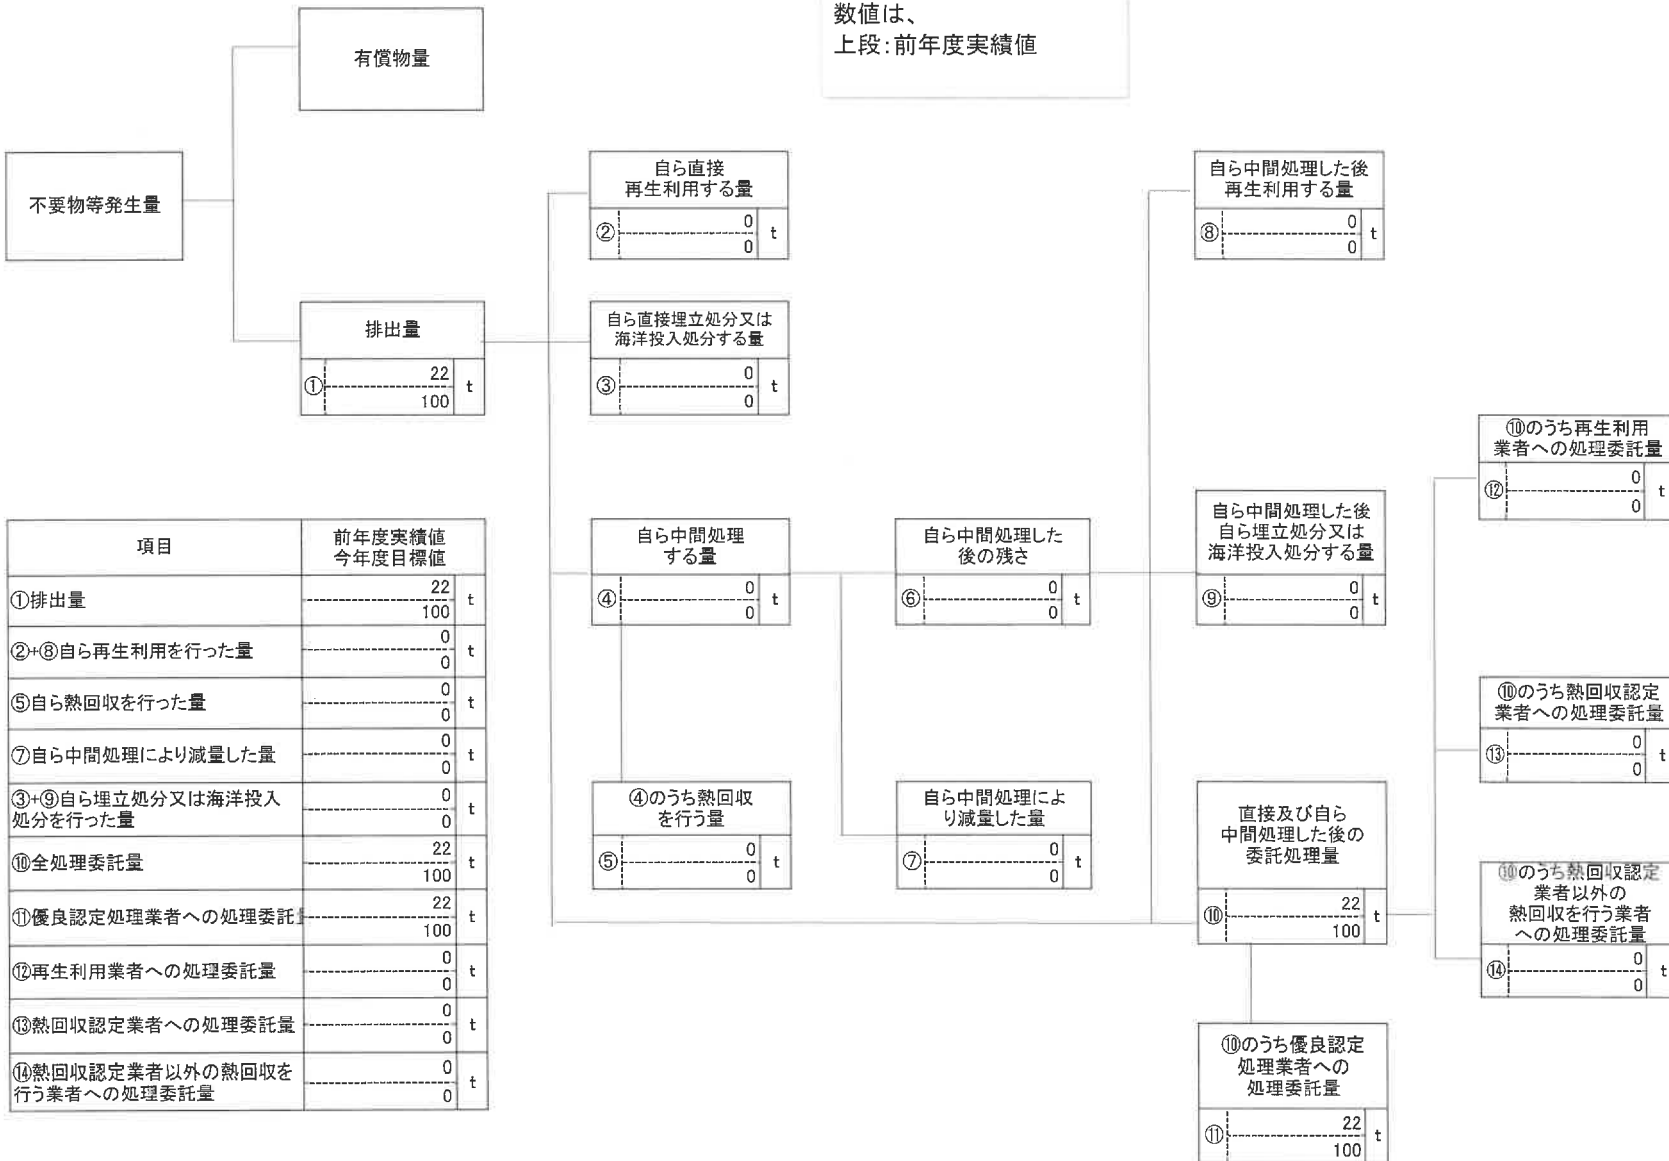 数値は、
上段:前年度実績値
有償物量
不要物等発生量
排出量
①
22
100
t
自ら直接
再生利用する量
②
0
0
t
自ら直接埋立処分又は
海洋投入処分する量
③
0
0
t
自ら中間処理
する量
④
0
0
t
④のうち熱回収
を行う量
⑤
0
0
t
自ら中間処理した
後の残さ
⑥
0
0
t
自ら中間処理によ
り減量した量
⑦
0
0
t
自ら中間処理した後
再生利用する量
⑧
0
0
t
自ら中間処理した後
自ら埋立処分又は
海洋投入処分する量
⑨
0
0
t
直接及び自ら
中間処理した後の
委託処理量
⑩
22
100
t
⑩のうち優良認定
処理業者への
処理委託量
⑪
22
100
t
⑩のうち再生利用
業者への処理委託量
⑫
0
0
t
⑩のうち熱回収認定
業者への処理委託量
⑬
0
0
t
⑩のうち熱回収認定
業者以外の
熱回収を行う業者
への処理委託量
⑭
0
0
t
項目
前年度実績値
今年度目標値
①排出量
22
100
t
②+⑧自ら再生利用を行った量
0
0
t
⑤自ら熱回収を行った量
0
0
t
⑦自ら中間処理により減量した量
0
0
t
③+⑨自ら埋立処分又は海洋投入
処分を行った量
0
0
t
⑩全処理委託量
22
100
t
⑪優良認定処理業者への処理委託
22
100
t
⑫再生利用業者への処理委託量
0
0
t
⑬熱回収認定業者への処理委託量
0
0
t
⑭熱回収認定業者以外の熱回収を
行う業者への処理委託量
0
0
t